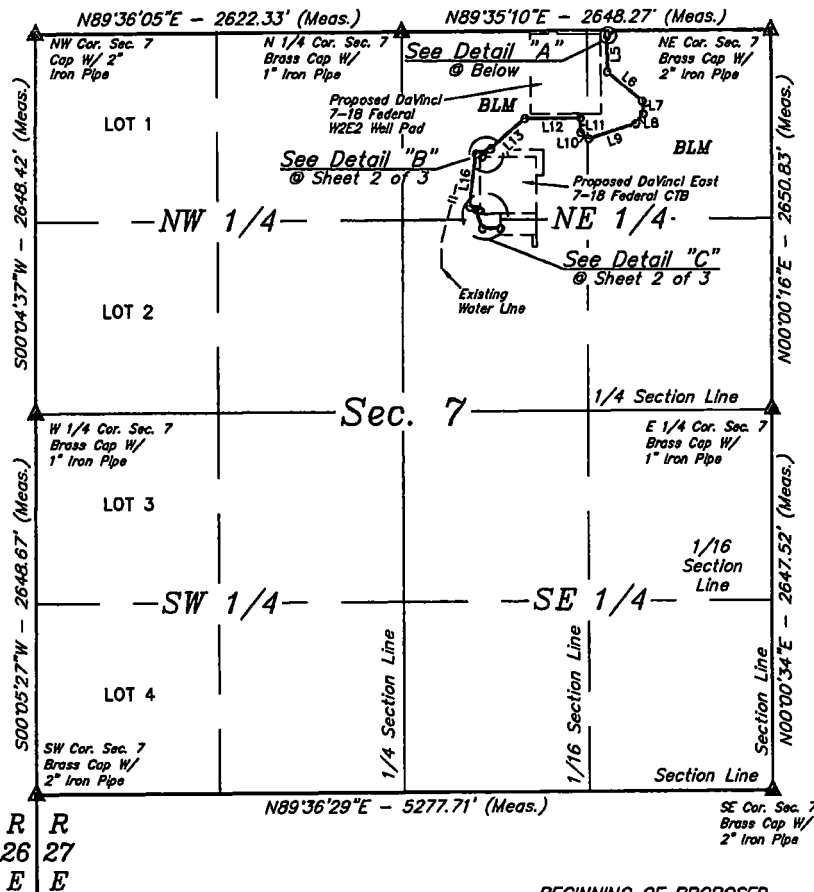 N89°36'05"E - 2622.33' (Meas.)
N89°35'10"E - 2648.27' (Meas.)
NW Cor. Sec. 7
Cap W/ 2"
Iron Pipe
N 1/4 Cor. Sec. 7
Brass Cap W/
1" Iron Pipe
See Detail "A"
@ Below
NE Cor. Sec. 7
Brass Cap W/
2" Iron Pipe
L5
L6
L7
L8
L9
L10
L11
L12
L13
L16
LOT 1
Proposed DaVinci
7-18 Federal
W2E2 Well Pad
BLM
BLM
See Detail "B"
@ Sheet 2 of 3
Proposed DaVinci East
7-18 Federal CTB
S00°04'37"W - 2648.42' (Meas.)
N00°00'16"E - 2650.83' (Meas.)
NW 1/4
NE 1/4
See Detail "C"
@ Sheet 2 of 3
Existing
Water Line
LOT 2
1/4 Section Line
Sec. 7
W 1/4 Cor. Sec. 7
Brass Cap W/
1" Iron Pipe
E 1/4 Cor. Sec. 7
Brass Cap W/
1" Iron Pipe
LOT 3
1/16
Section
Line
S00°05'27"W - 2648.67' (Meas.)
N00°00'34"E - 2647.52' (Meas.)
SW 1/4
SE 1/4
1/4 Section Line
1/16 Section Line
Section Line
LOT 4
SW Cor. Sec. 7
Brass Cap W/
2" Iron Pipe
Section Line
N89°36'29"E - 5277.71' (Meas.)
SE Cor. Sec. 7
Brass Cap W/
2" Iron Pipe
R R
26 27
E E
BEGINNING OF PROPOSED